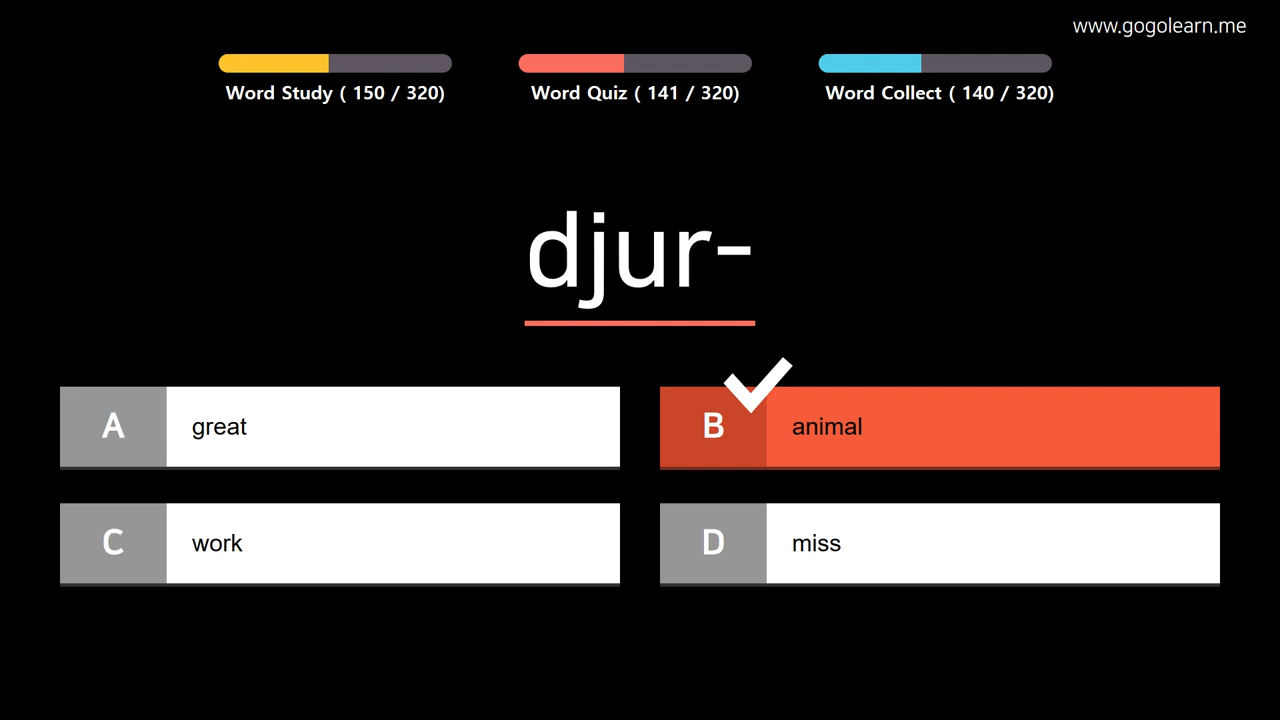 www.gogolearn.me
Word Study ( 150 / 320)
Word Quiz ( 141 / 320)
Word Collect ( 140 / 320)
djur-
A great
B animal
C work
D miss